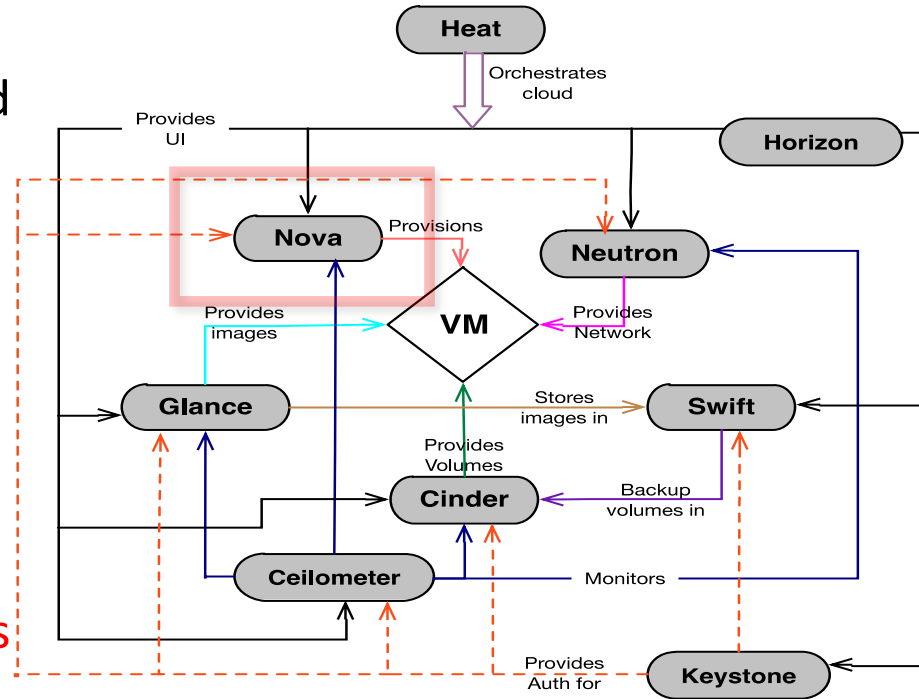 Heat
Orchestrates
cloud
d
Provides
UI
Horizon
Nova
Provisions
Neutron
Provides
images
VM
Provides
Network
Glance
Stores
images in
Swift
Provides
Volumes
Cinder
Backup
volumes in
Ceilometer
Monitors
s
Provides
Auth for
Keystone